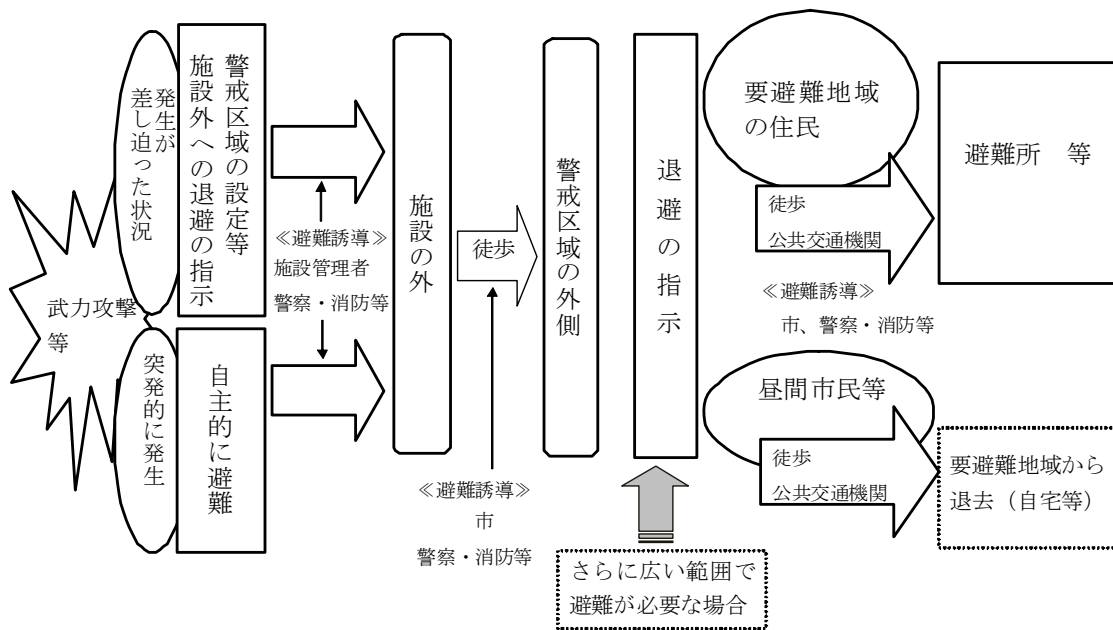 武力攻撃
等
発生が
差し迫った状況
警戒区域の設定等
施設外への退避の指示
突発的に発生
自主的に避難
≪避難誘導≫
施設管理者
警察・消防等
施設の外
徒歩
≪避難誘導≫
市
警察・消防等
警戒区域の外側
退避の指示
さらに広い範囲で
避難が必要な場合
要避難地域
の住民
徒歩
公共交通機関
≪避難誘導≫
市、警察・消防等
避難所　等
昼間市民等
徒歩
公共交通機関
要避難地域から
退去（自宅等）